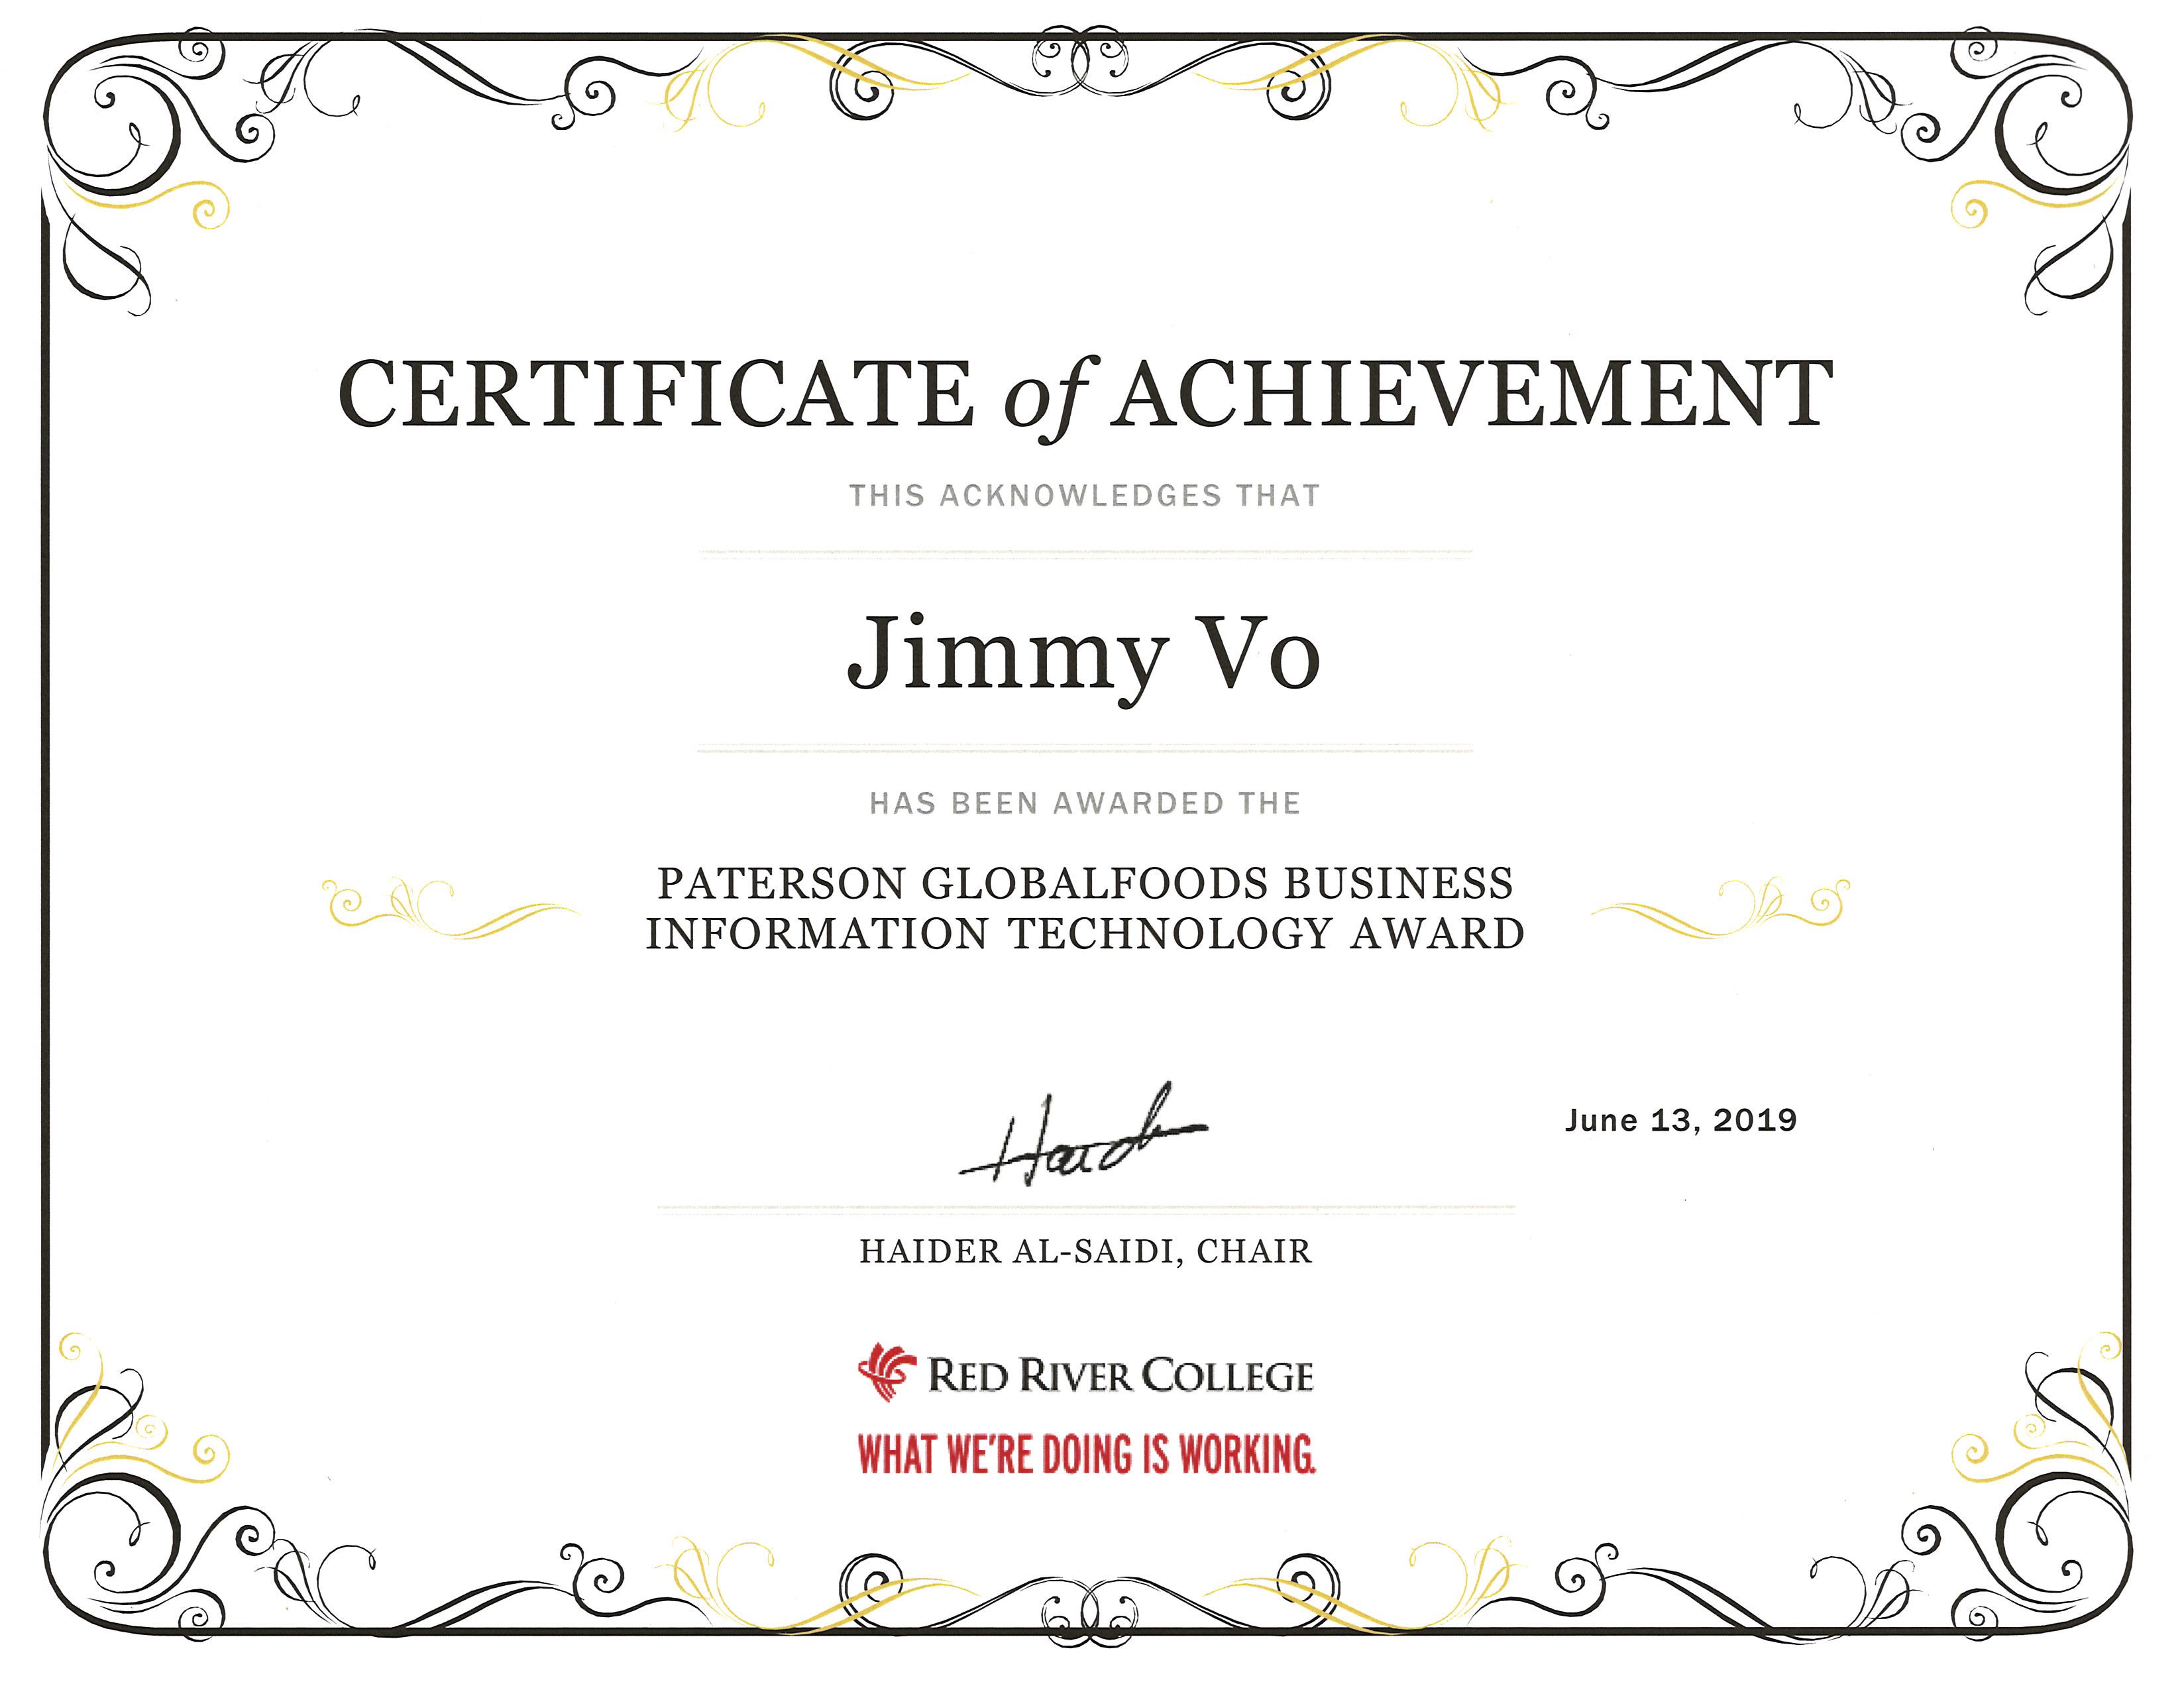 CERTIFICATE of ACHIEVEMENT
THIS ACKNOWLEDGES THAT
Jimmy Vo
HAS BEEN AWARDED THE
PATERSON GLOBALFOODS BUSINESS
INFORMATION TECHNOLOGY AWARD
June 13, 2019
HAIDER AL-SAIDI, CHAIR
RED RIVER COLLEGE
WHAT WE'RE DOING IS WORKING.